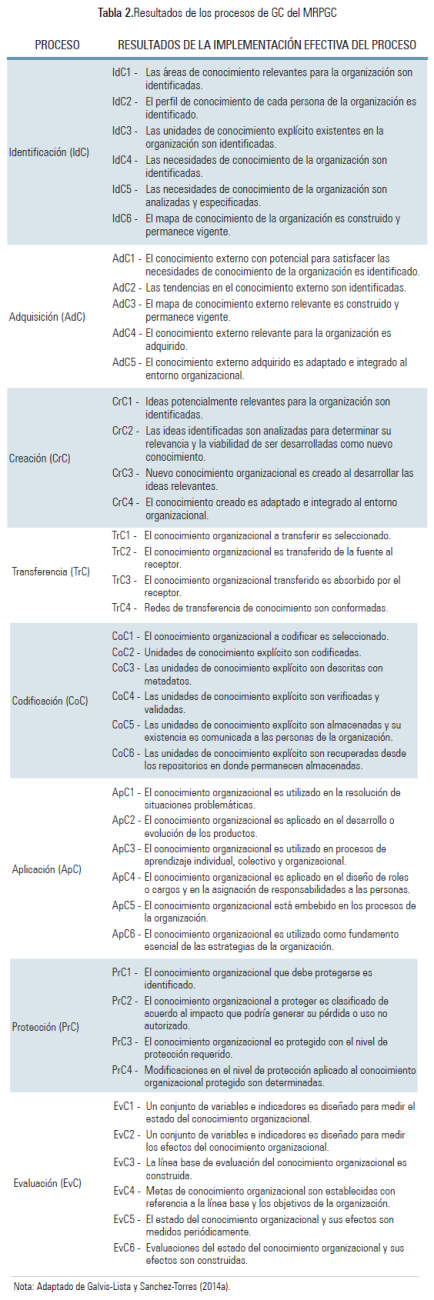 Tabla 2.Resultados de los procesos de GC del MRPGC
PROCESO RESULTADOS DE LA IMPLEMENTACIÓN EFECTIVA DEL PROCESO
Identificación (IdC)
IdC1 - Las áreas de conocimiento relevantes para la organización son
identificadas.
IdC2 - El perfil de conocimiento de cada persona de la organización es
identificado.
IdC3 - Las unidades de conocimiento explícito existentes en la
organización son identificadas.
IdC4 - Las necesidades de conocimiento de la organización son
identificadas.
IdC5 - Las necesidades de conocimiento de la organización son
analizadas y especificadas.
IdC6 - El mapa de conocimiento de la organización es construido y
permanece vigente.
Adquisición (AdC)
AdC1 - El conocimiento externo con potencial para satisfacer las
necesidades de conocimiento de la organización es identificado.
AdC2 - Las tendencias en el conocimiento externo son identificadas.
AdC3 - El mapa de conocimiento externo relevante es construido y
permanece vigente.
AdC4 - El conocimiento externo relevante para la organización es
adquirido.
AdC5 - El conocimiento externo adquirido es adaptado e integrado al
entorno organizacional.
Creación (CrC)
CrC1 - Ideas potencialmente relevantes para la organización son
identificadas.
CrC2 - Las ideas identificadas son analizadas para determinar su
relevancia y la viabilidad de ser desarrolladas como nuevo
conocimiento.
CrC3 - Nuevo conocimiento organizacional es creado al desarrollar las
ideas relevantes.
CrC4 - El conocimiento creado es adaptado e integrado al entorno
organizacional.
Transferencia (TrC)
TrC1 - El conocimiento organizacional a transferir es seleccionado.
TrC2 - El conocimiento organizacional es transferido de la fuente al
receptor.
TrC3 - El conocimiento organizacional transferido es absorbido por el
receptor.
TrC4 - Redes de transferencia de conocimiento son conformadas.
Codificación (CoC)
CoC1 - El conocimiento organizacional a codificar es seleccionado.
CoC2 - Unidades de conocimiento explícito son codificadas.
CoC3 - Las unidades de conocimiento explícito son descritas con
metadatos.
CoC4 - Las unidades de conocimiento explícito son verificadas y
validadas.
CoC5 - Las unidades de conocimiento explícito son almacenadas y su
existencia es comunicada a las personas de la organización.
CoC6 - Las unidades de conocimiento explícito son recuperadas desde
los repositorios en donde permanecen almacenadas.
Aplicación (ApC)
ApC1 - El conocimiento organizacional es utilizado en la resolución de
situaciones problemáticas.
ApC2 - El conocimiento organizacional es aplicado en el desarrollo o
evolución de los productos.
ApC3 - El conocimiento organizacional es utilizado en procesos de
aprendizaje individual, colectivo y organizacional.
ApC4 - El conocimiento organizacional es aplicado en el diseño de roles
o cargos y en la asignación de responsabilidades a las personas.
ApC5 - El conocimiento organizacional está embebido en los procesos de
la organización.
ApC6 - El conocimiento organizacional es utilizado como fundamento
esencial de las estrategias de la organización.
Protección (PrC)
PrC1 - El conocimiento organizacional que debe protegerse es
identificado.
PrC2 - El conocimiento organizacional a proteger es clasificado de
acuerdo al impacto que podría generar su pérdida o uso no
autorizado.
PrC3 - El conocimiento organizacional es protegido con el nivel de
protección requerido.
PrC4 - Modificaciones en el nivel de protección aplicado al conocimiento
organizacional protegido son determinadas.
Evaluación (EvC)
EvC1 - Un conjunto de variables e indicadores es diseñado para medir el
estado del conocimiento organizacional.
EvC2 - Un conjunto de variables e indicadores es diseñado para medir
los efectos del conocimiento organizacional.
EvC3 - La línea base de evaluación del conocimiento organizacional es
construida.
EvC4 - Metas de conocimiento organizacional son establecidas con
referencia a la línea base y los objetivos de la organización.
EvC5 - El estado del conocimiento organizacional y sus efectos son
medidos periódicamente.
EvC6 - Evaluaciones del estado del conocimiento organizacional y sus
efectos son construidas.
Nota: Adaptado de Galvis-Lista y Sanchez-Torres (2014a).